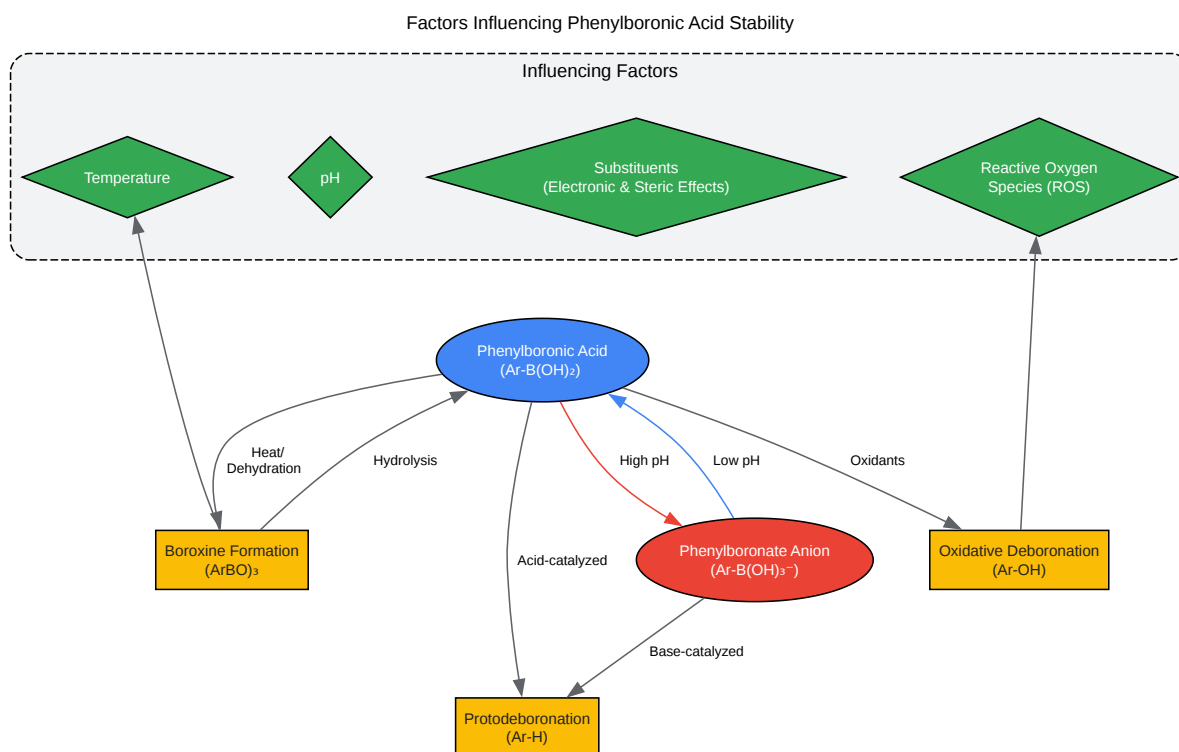 Factors Influencing Phenylboronic Acid Stability
Influencing Factors
Temperature
pH
Substituents
(Electronic & Steric Effects)
Reactive Oxygen
Species (ROS)
Phenylboronic Acid
(Ar-B(OH)₂)
Heat/
Dehydration
Hydrolysis
High pH
Low pH
Oxidants
Boroxine Formation
(ArBO)₃
Acid-catalyzed
Phenylboronate Anion
(Ar-B(OH)₃⁻)
Oxidative Deboronation
(Ar-OH)
Base-catalyzed
Protodeboronation
(Ar-H)